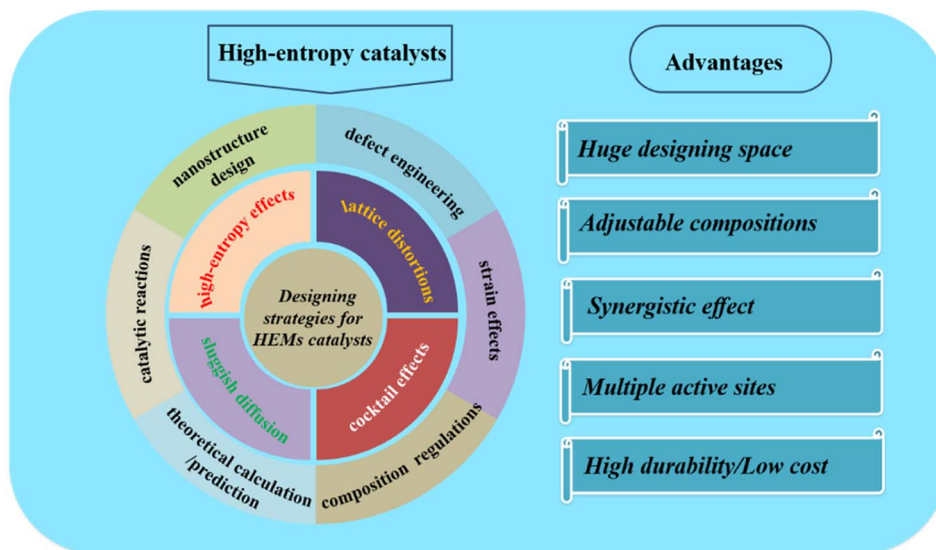 High-entropy catalysts
nanostructure
design
defect engineering
strain effects
composition regulations
theoretical calculation
/prediction
catalytic reactions
high-entropy effects
lattice distortions
cocktail effects
sluggish diffusion
Designing
strategies for
HEMs catalysts
Advantages
Huge designing space
Adjustable compositions
Synergistic effect
Multiple active sites
High durability/Low cost